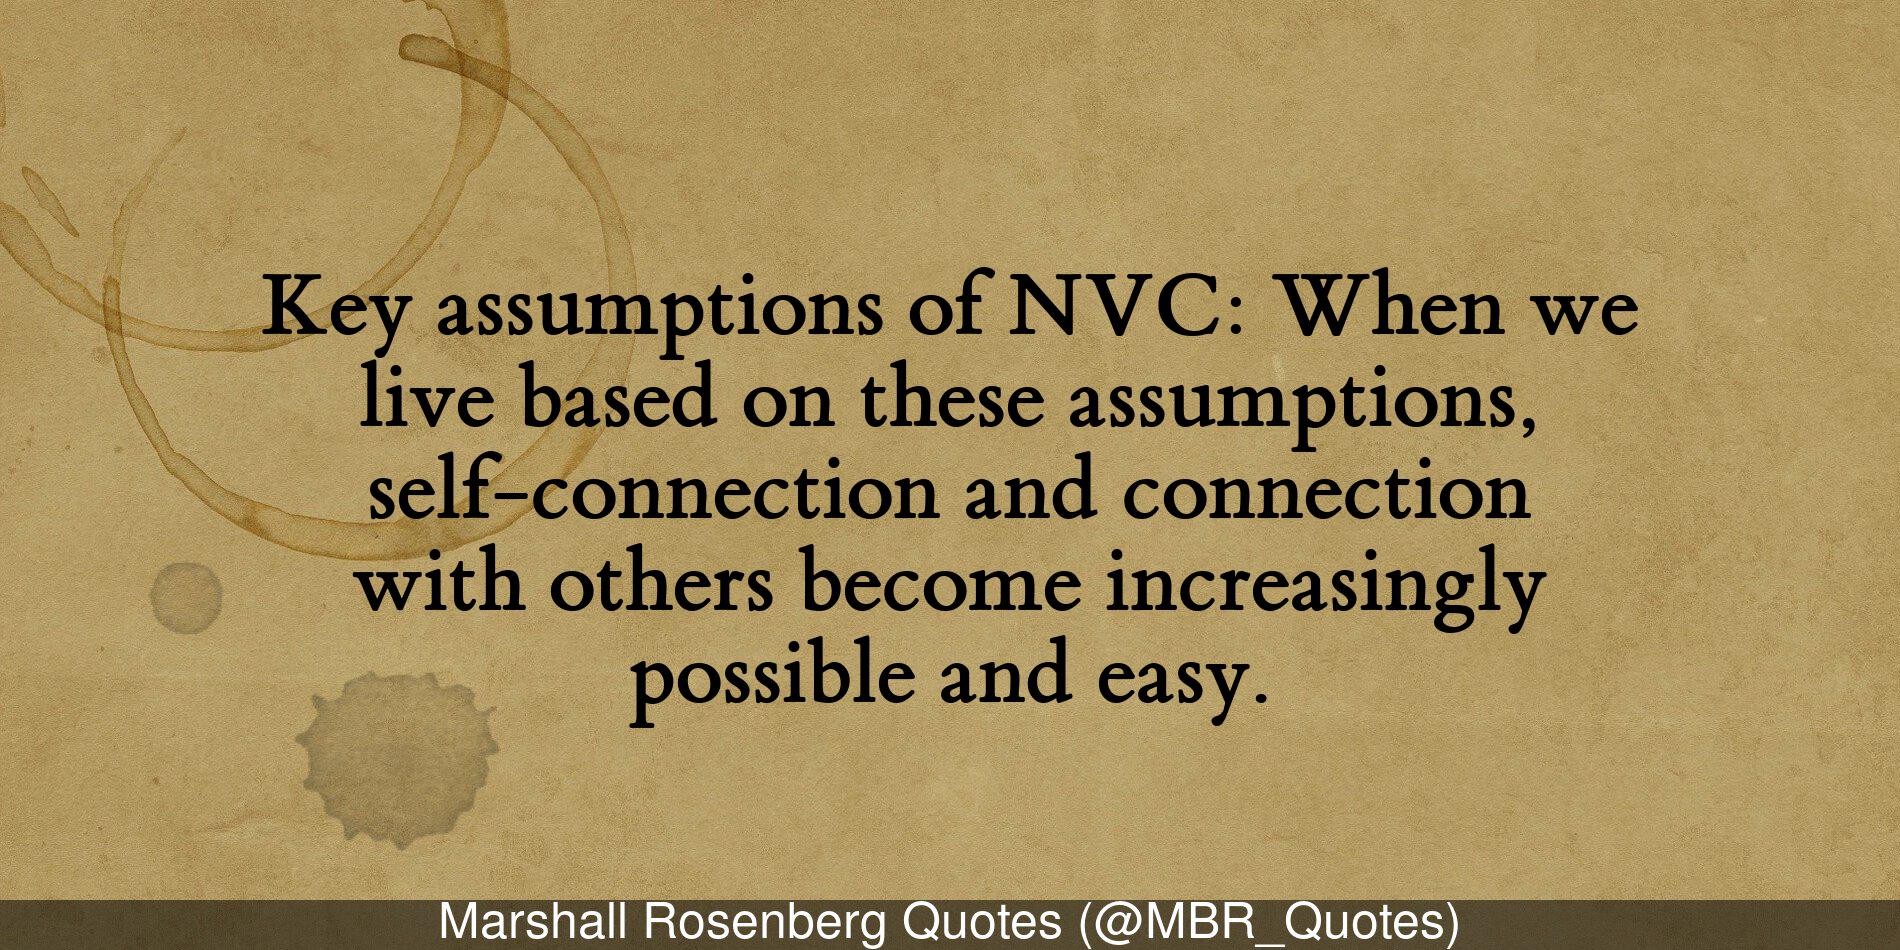 Key assumptions of NVC: When we
live based on these assumptions,
self-connection and connection
with others become increasingly
possible and easy.
Marshall Rosenberg Quotes (@MBR_Quotes)